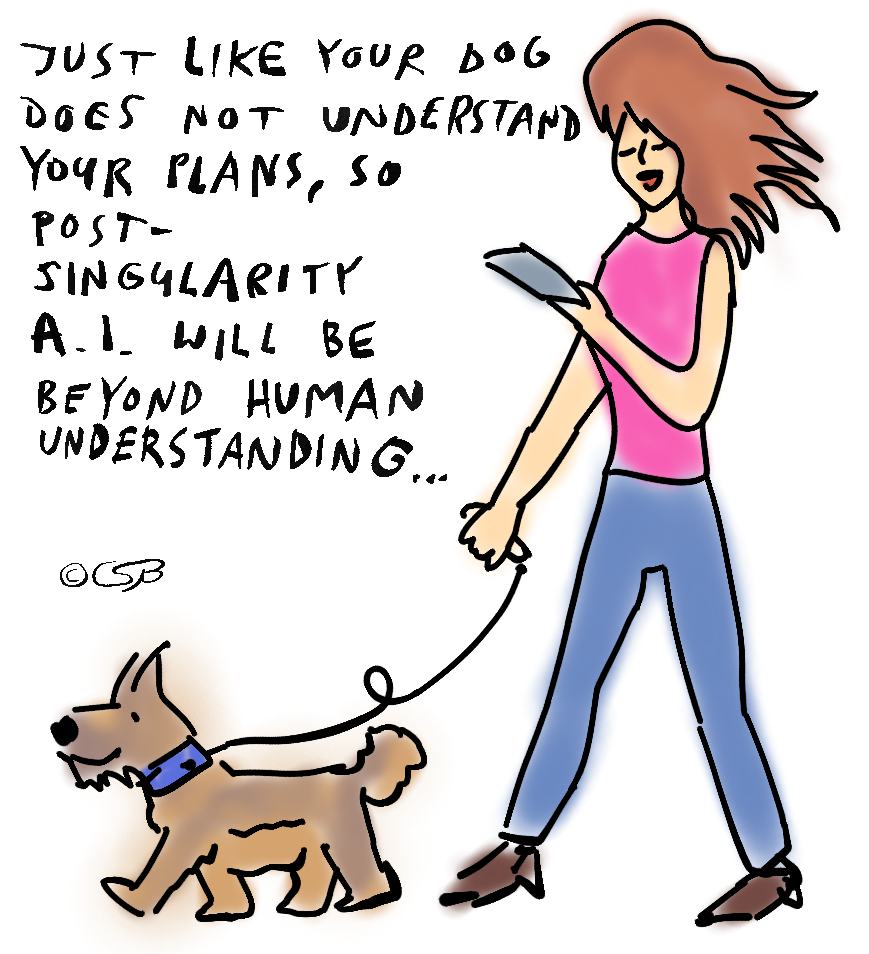 JUST LIKE YOUR DOG
DOES NOT UNDERSTAND
YOUR PLANS, SO
POST-
SINGULARITY
A.I. WILL BE
BEYOND HUMAN
UNDERSTANDING...
©CSB